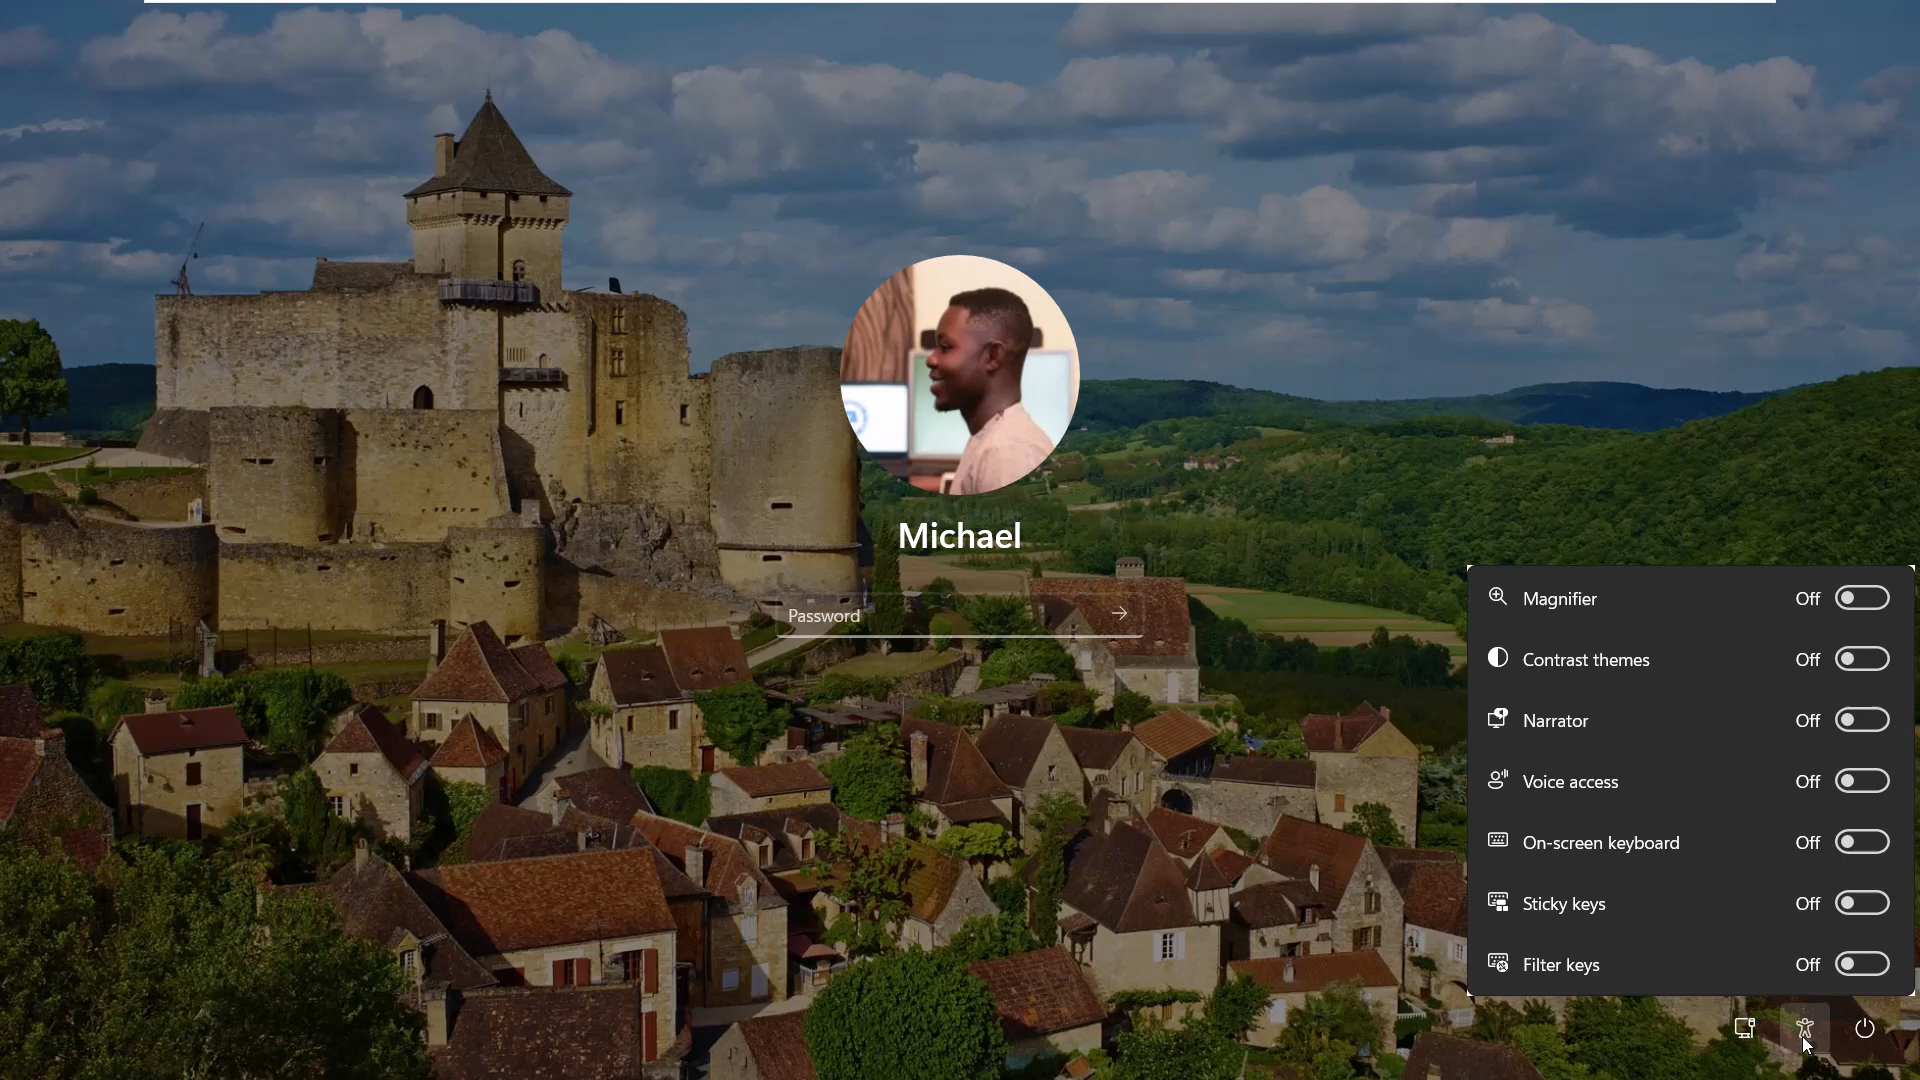 Michael
Password
Magnifier Off
Contrast themes Off
Narrator Off
Voice access Off
On-screen keyboard Off
Sticky keys Off
Filter keys Off